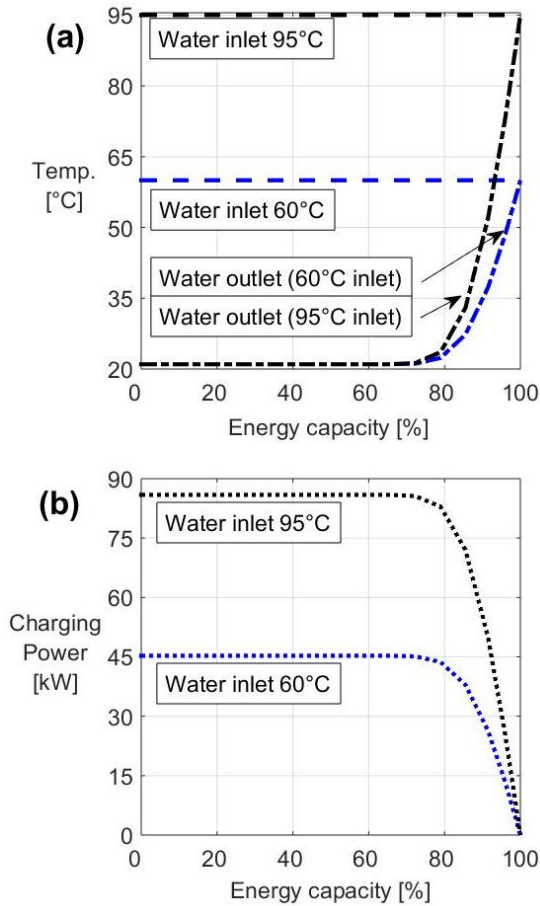 (a)
95
85
65
50
35
20
Temp.
[°C]
Water inlet 95°C
Water inlet 60°C
Water outlet (60°C inlet)
Water outlet (95°C inlet)
0 20 40 60 80 100
Energy capacity [%]
(b)
90
75
60
45
30
15
0
Charging
Power
[kW]
Water inlet 95°C
Water inlet 60°C
0 20 40 60 80 100
Energy capacity [%]